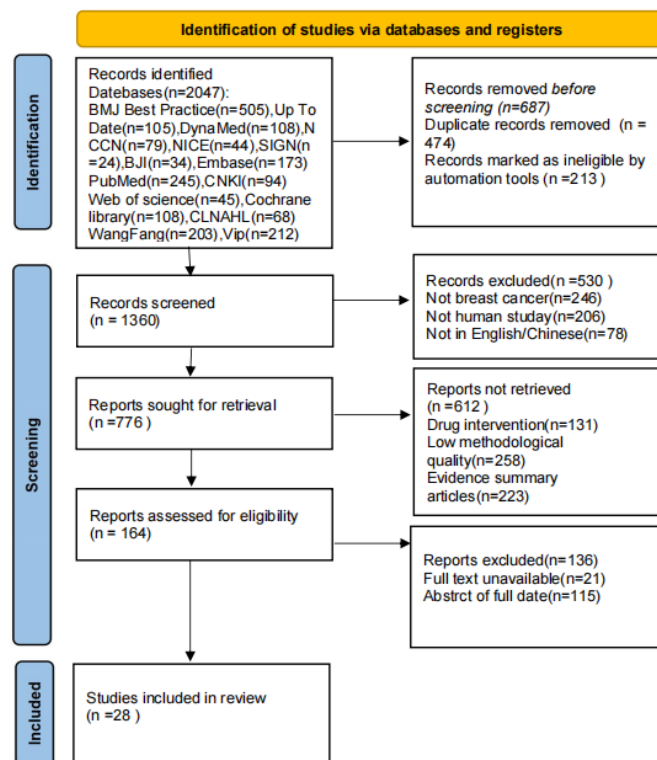 Identification of studies via databases and registers
Identification
Records identified
Datebases(n=2047):
BMJ Best Practice(n=505),Up To
Date(n=105),DynaMed(n=108),N
CCN(n=79),NICE(n=44),SIGN(n
=24),BJI(n=34),Embase(n=173)
PubMed(n=245),CNKI(n=94)
Web of science(n=45),Cochrane
library(n=108),CLNAHL(n=68)
WangFang(n=203),Vip(n=212)
Records removed before
screening (n=687)
Duplicate records removed (n =
474)
Records marked as ineligible by
automation tools (n =213 )
Screening
Records screened
(n = 1360)
Records excluded(n =530 )
Not breast cancer(n=246)
Not human studay(n=206)
Not in English/Chinese(n=78)
Reports sought for retrieval
(n =776 )
Reports not retrieved
(n =612 )
Drug intervention(n=131)
Low methodological
quality(n=258)
Evidence summary
articles(n=223)
Reports assessed for eligibility
(n = 164)
Reports excluded(n=136)
Full text unavailable(n=21)
Abstrct of full date(n=115)
Included
Studies included in review
(n =28 )